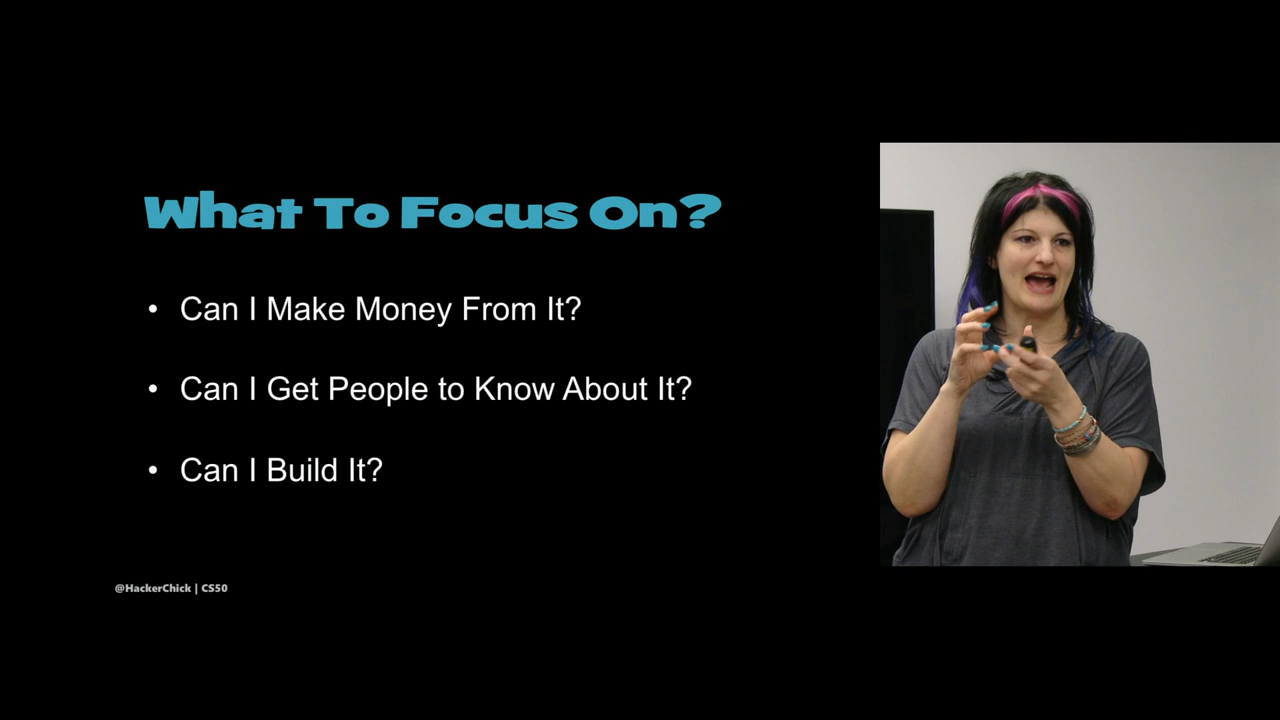 What To Focus On?
• Can I Make Money From It?
• Can I Get People to Know About It?
• Can I Build It?
@HackerChick | CS50